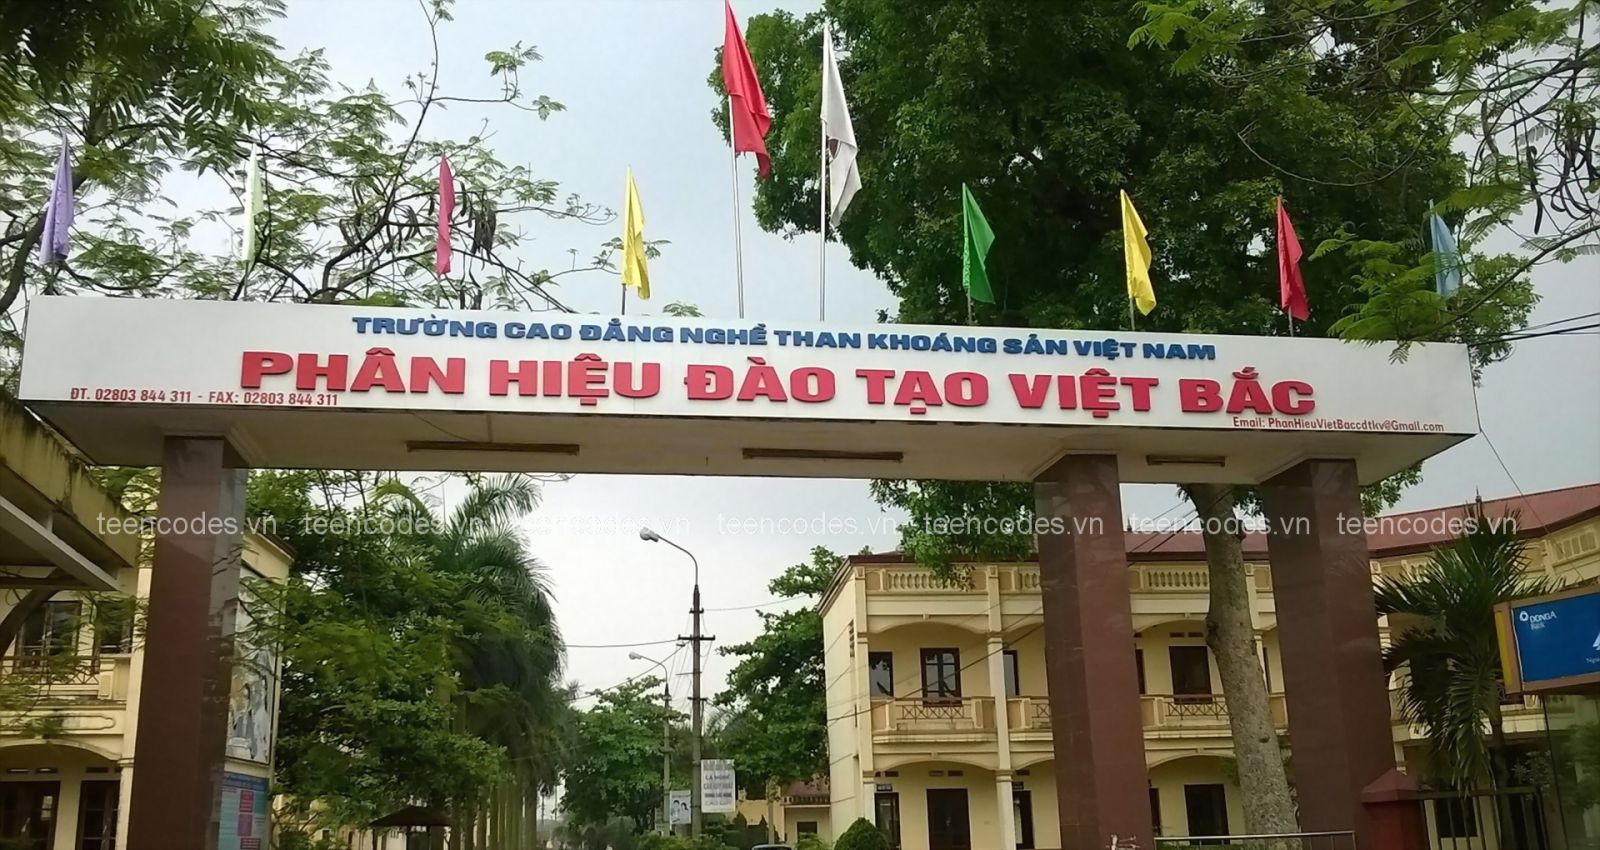 TRƯỜNG CAO ĐẲNG NGHỀ THAN KHOÁNG SẢN VIỆT NAM
PHÂN HIỆU ĐÀO TẠO VIỆT BẮC
ĐT. 02803 844 311 - FAX: 02803 844 311
Email: PhanHieuVietBaccdtkv@Gmail.com
teencodes.vn teencodes.vn teencodes.vn teencodes.vn teencodes.vn teencodes.vn teencodes.vn
DONGA
Bank